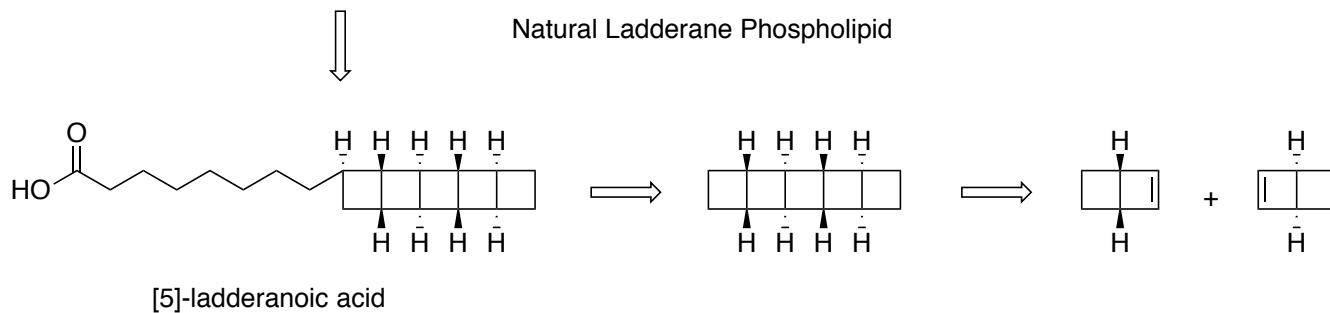 Natural Ladderane Phospholipid
H H H H H H H H H H H
O
HO
+
H H H H H H H H H H
[5]-ladderanoic acid